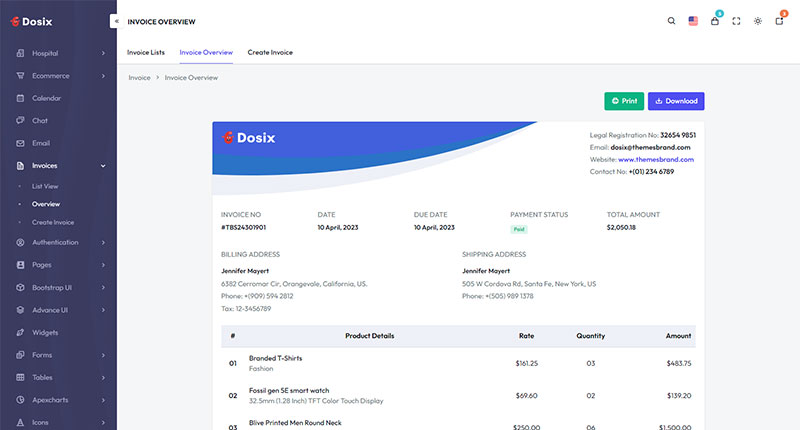 Dosix
Hospital
Ecommerce
Calendar
Chat
Email
Invoices
List View
Overview
Create Invoice
Authentication
Pages
Bootstrap UI
Advance UI
Widgets
Forms
Tables
Apexcharts
Icons
INVOICE OVERVIEW
5
3
Invoice Lists Invoice Overview Create Invoice
Invoice > Invoice Overview
Print Download
Dosix
Legal Registration No: 32654 9851
Email: dosix@themesbrand.com
Website: www.themesbrand.com
Contact No: +(01) 234 6789
INVOICE NO DATE DUE DATE PAYMENT STATUS TOTAL AMOUNT
#TBS24301901 10 April, 2023 10 April, 2023 Paid $2,050.18
BILLING ADDRESS SHIPPING ADDRESS
Jennifer Mayert Jennifer Mayert
6382 Cerromar Cir, Orangevale, California, US. 505 W Cordova Rd, Santa Fe, New York, US
Phone: +(909) 594 2812 Phone: +(505) 989 1378
Tax: 12-3456789
# Product Details Rate Quantity Amount
01 Branded T-Shirts $161.25 03 $483.75
Fashion
02 Fossil gen 5E smart watch $69.60 02 $139.20
32.5mm (1.28 Inch) TFT Color Touch Display
03 Blive Printed Men Round Neck $250.00 06 $1,500.00